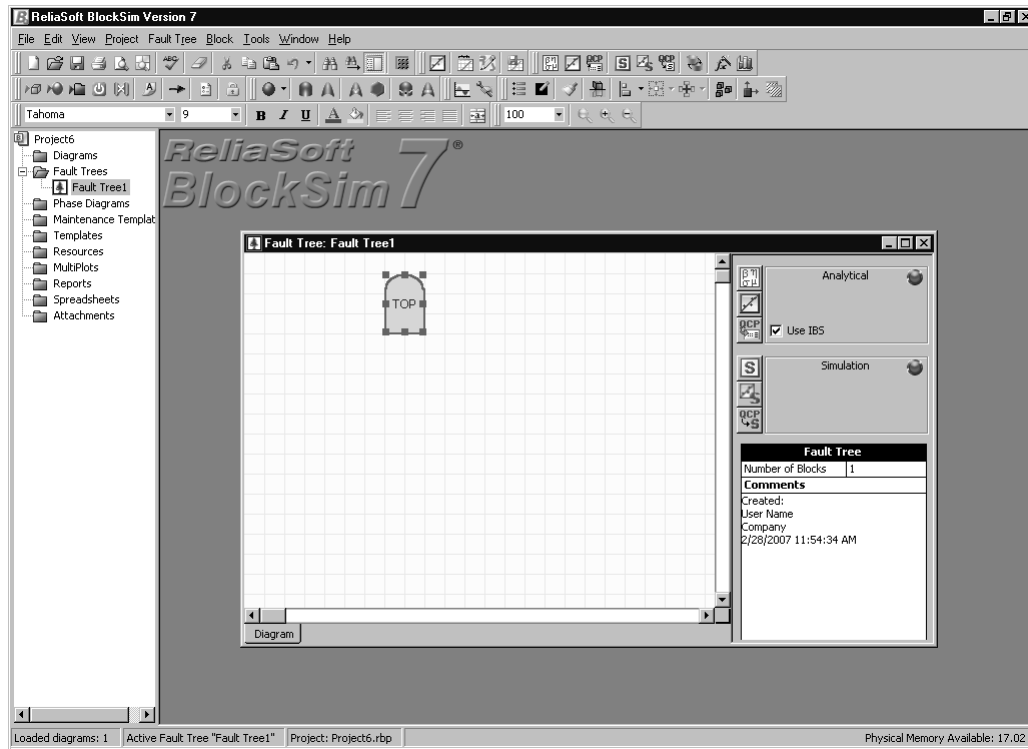 ReliaSoft BlockSim Version 7
File Edit View Project Fault Tree Block Tools Window Help
Tahoma 9 B I U A 100
Project6
Diagrams
Fault Trees
Fault Tree1
Phase Diagrams
Maintenance Templat
Templates
Resources
MultiPlots
Reports
Spreadsheets
Attachments
ReliaSoft
BlockSim 7®
Fault Tree: Fault Tree1
TOP
Analytical
QCP
Use IBS
S
Simulation
S
QCP
S
Fault Tree
Number of Blocks 1
Comments
Created:
User Name
Company
2/28/2007 11:54:34 AM
Diagram
Loaded diagrams: 1 Active Fault Tree "Fault Tree1" Project: Project6.rbp Physical Memory Available: 17.02